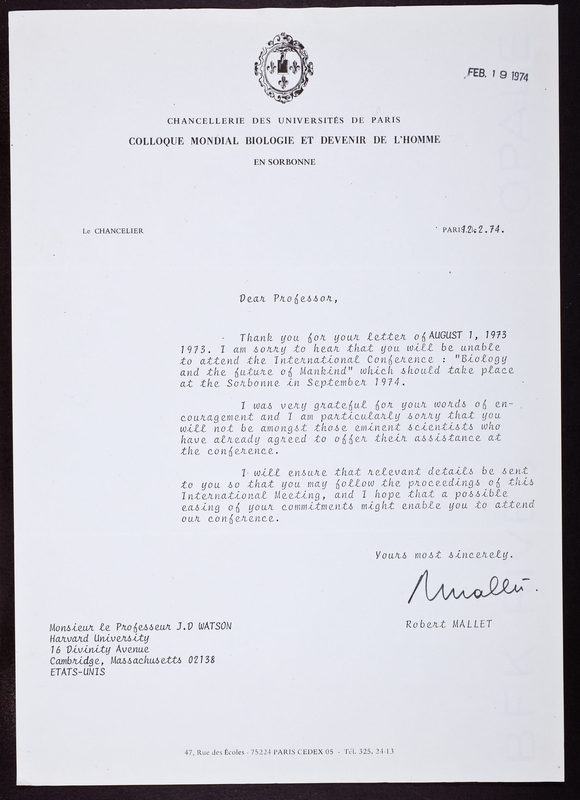 FEB. 19 1974
CHANCELLERIE DES UNIVERSITÉS DE PARIS
COLLOQUE MONDIAL BIOLOGIE ET DEVENIR DE L'HOMME
EN SORBONNE
Le CHANCELIER
PARIS 12.2.74.
Dear Professor,
Thank you for your letter of AUGUST 1, 1973
1973. I am sorry to hear that you will be unable
to attend the International Conference : "Biology
and the future of Mankind" which should take place
at the Sorbonne in September 1974.
I was very grateful for your words of en-
couragement and I am particularly sorry that you
will not be amongst those eminent scientists who
have already agreed to offer their assistance at
the conference.
I will ensure that relevant details be sent
to you so that you may follow the proceedings of this
International Meeting, and I hope that a possible
easing of your commitments might enable you to attend
our conference.
Yours most sincerely.
RMallet.
Robert MALLET
Monsieur le Professeur J.D WATSON
Harvard University
16 Divinity Avenue
Cambridge, Massachusetts 02138
ETATS-UNIS
47, Rue des Écoles - 75224 PARIS CEDEX 05 - Tél. 325. 24-13